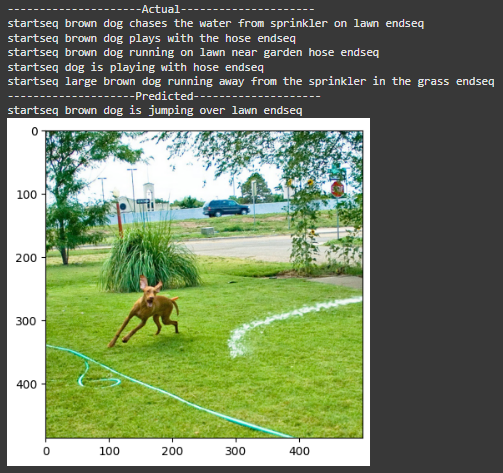 ---------------------Actual---------------------
startseq brown dog chases the water from sprinkler on lawn endseq
startseq brown dog plays with the hose endseq
startseq brown dog running on lawn near garden hose endseq
startseq dog is playing with hose endseq
startseq large brown dog running away from the sprinkler in the grass endseq
--------------------Predicted--------------------
startseq brown dog is jumping over lawn endseq
0
100
200
300
400
0 100 200 300 400